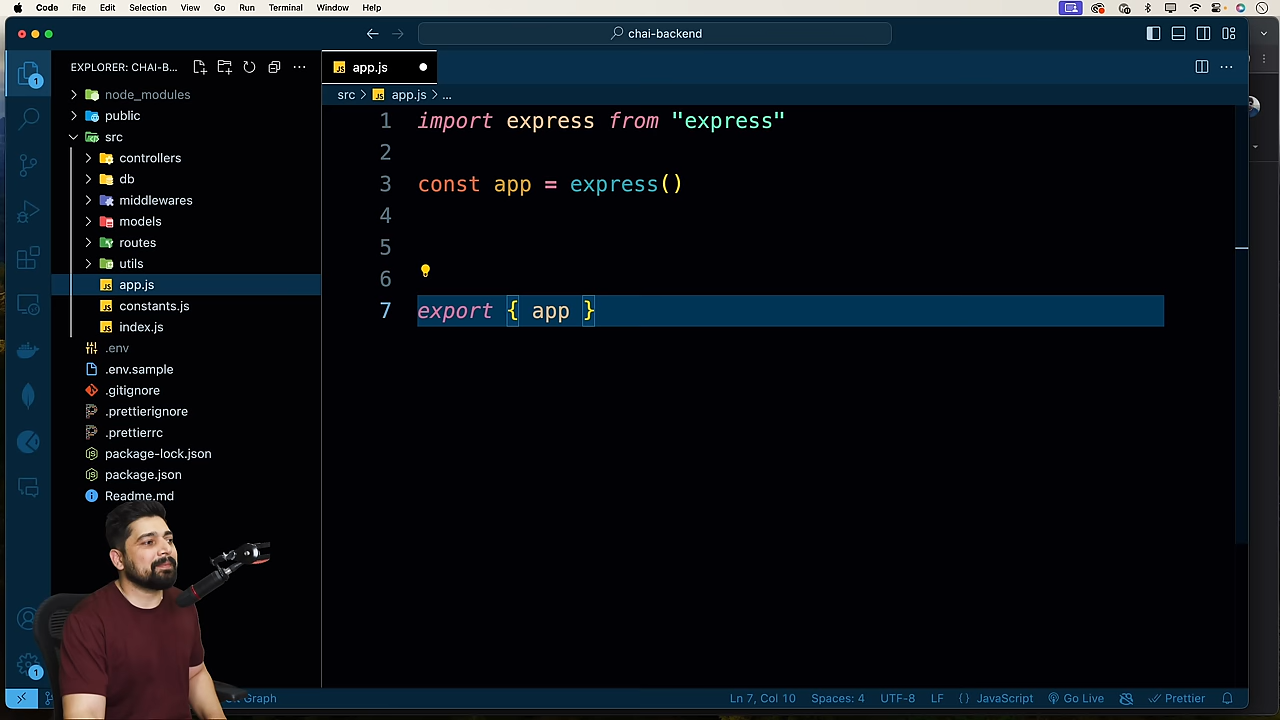 Code File Edit Selection View Go Run Terminal Window Help
chai-backend
EXPLORER: CHAI-B...
app.js
src > app.js > ...
node_modules
public
src
controllers
db
middlewares
models
routes
utils
app.js
constants.js
index.js
.env
.env.sample
.gitignore
.prettierignore
.prettierrc
package-lock.json
package.json
Readme.md
1 import express from "express"
2
3 const app = express()
4
5
6
7 export { app }
1
1
Graph
Ln 7, Col 10 Spaces: 4 UTF-8 LF {} JavaScript Go Live Prettier